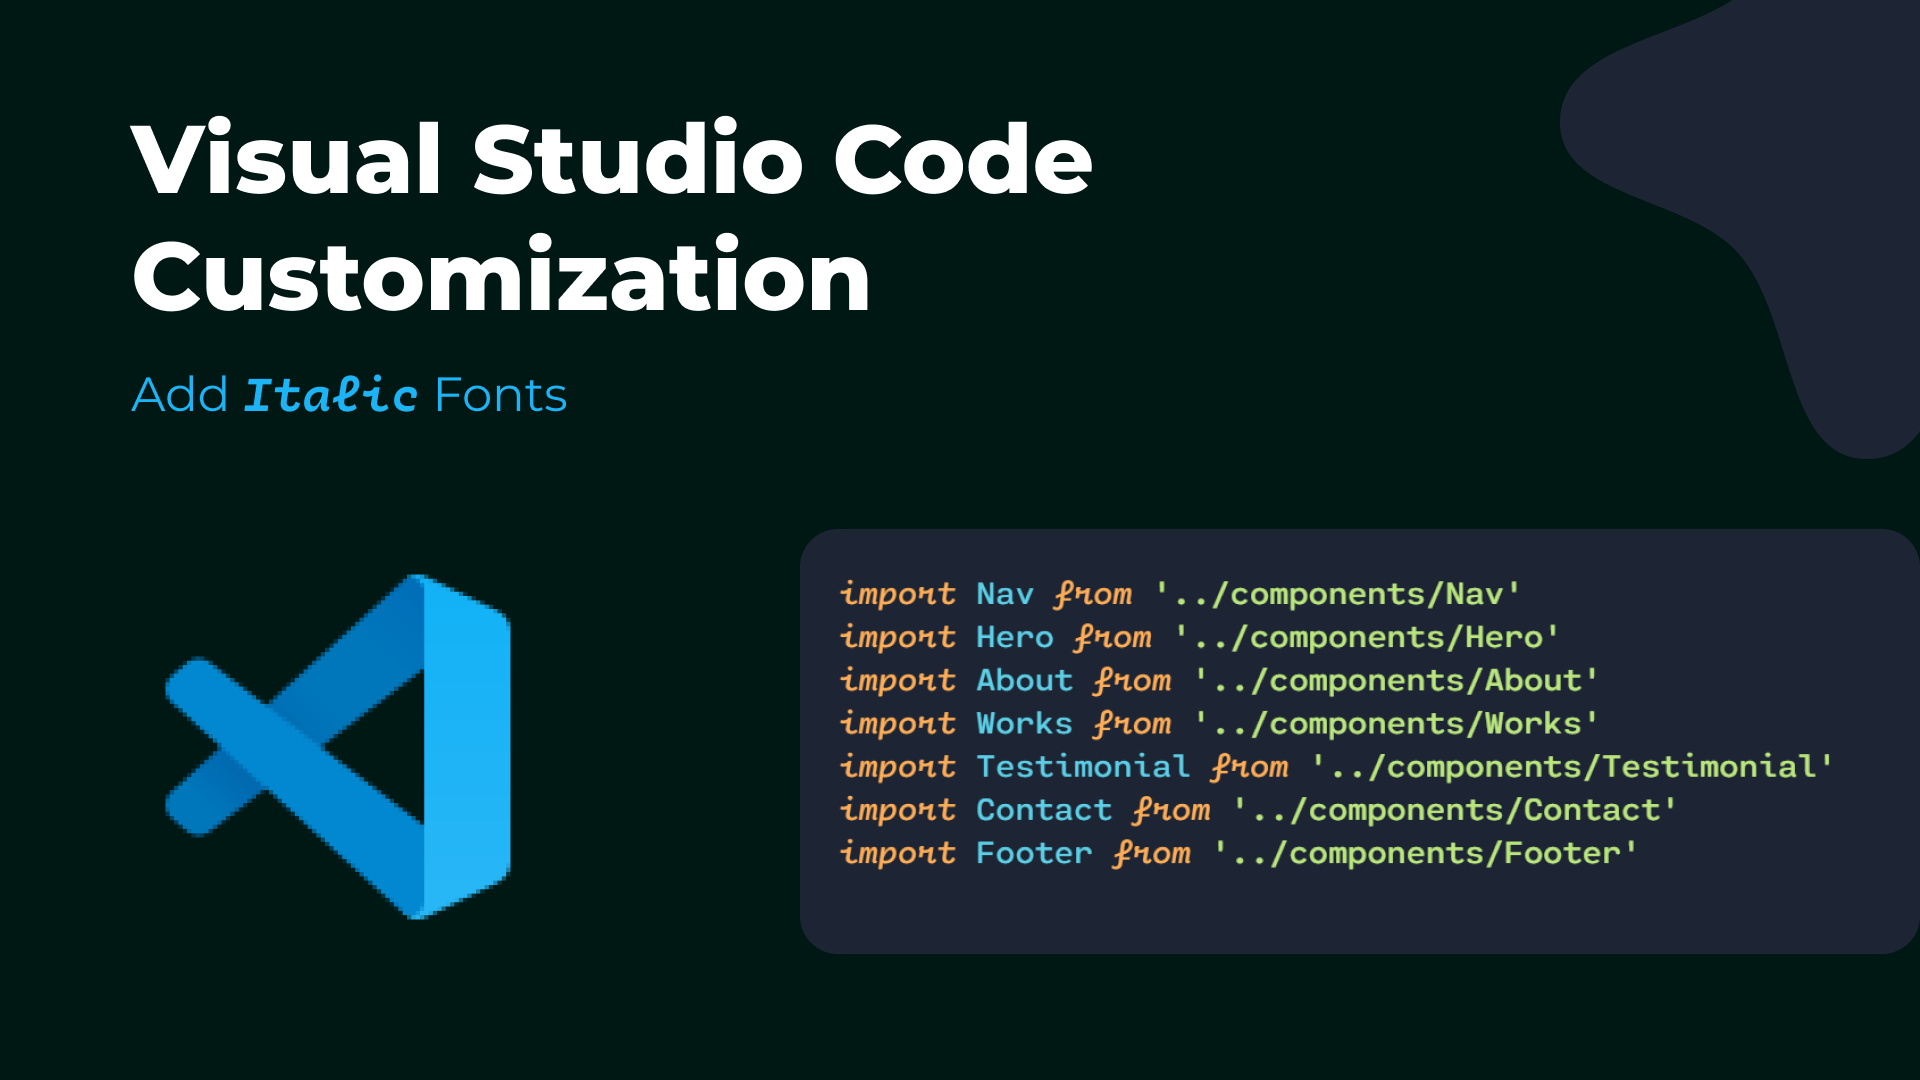 Visual Studio Code
Customization
Add Italic Fonts
import Nav from '../components/Nav'
import Hero from '../components/Hero'
import About from '../components/About'
import Works from '../components/Works'
import Testimonial from '../components/Testimonial'
import Contact from '../components/Contact'
import Footer from '../components/Footer'